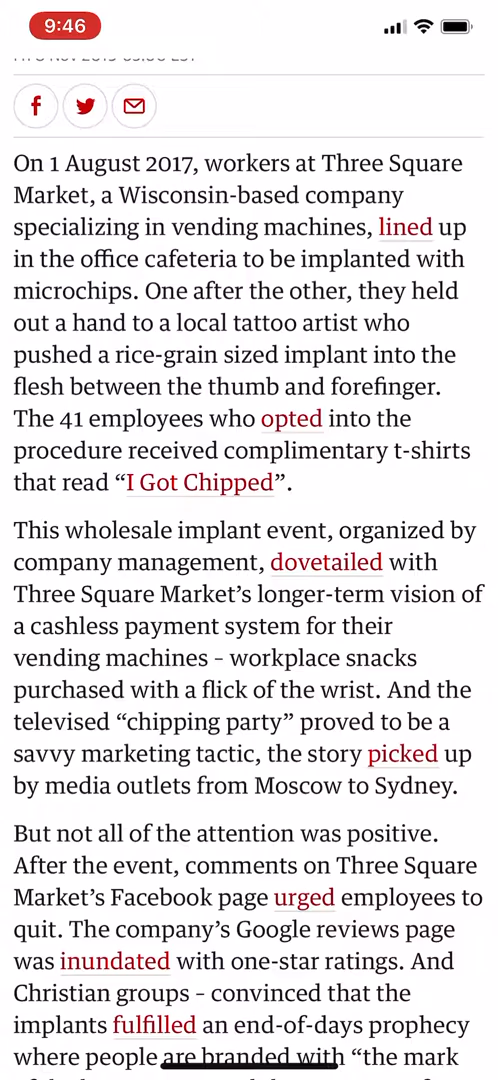 9:46
On 1 August 2017, workers at Three Square
Market, a Wisconsin-based company
specializing in vending machines, lined up
in the office cafeteria to be implanted with
microchips. One after the other, they held
out a hand to a local tattoo artist who
pushed a rice-grain sized implant into the
flesh between the thumb and forefinger.
The 41 employees who opted into the
procedure received complimentary t-shirts
that read “I Got Chipped”.
This wholesale implant event, organized by
company management, dovetailed with
Three Square Market’s longer-term vision of
a cashless payment system for their
vending machines – workplace snacks
purchased with a flick of the wrist. And the
televised “chipping party” proved to be a
savvy marketing tactic, the story picked up
by media outlets from Moscow to Sydney.
But not all of the attention was positive.
After the event, comments on Three Square
Market’s Facebook page urged employees to
quit. The company’s Google reviews page
was inundated with one-star ratings. And
Christian groups – convinced that the
implants fulfilled an end-of-days prophecy
where people are branded with “the mark